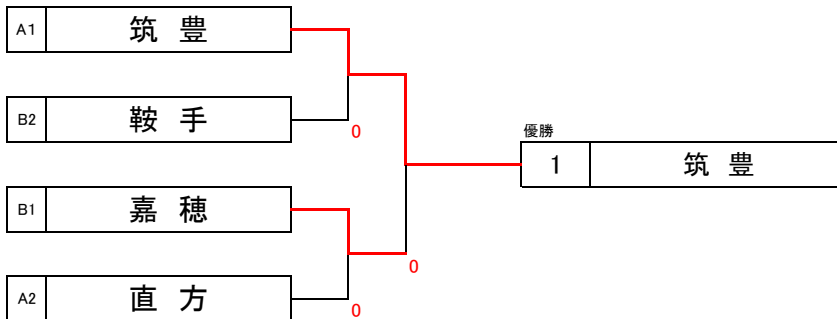 A1 筑 豊
B2 鞍 手
0
優勝
1 筑 豊
B1 嘉 穂
0
A2 直 方
0